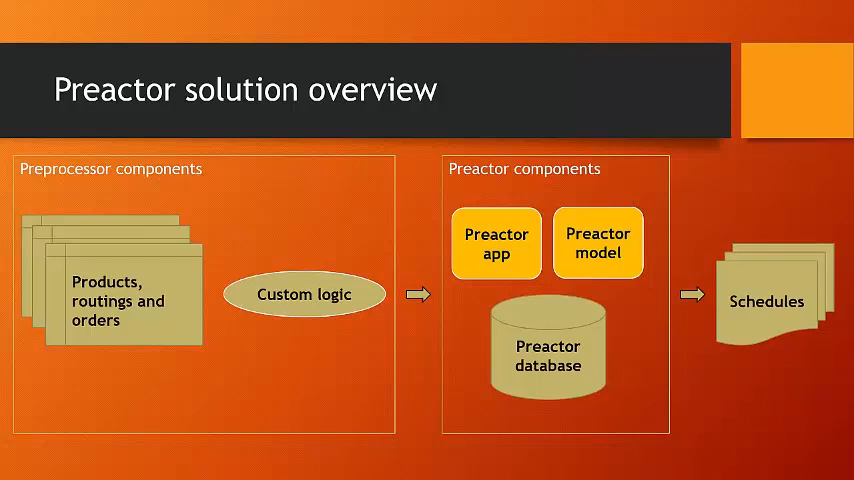 Preactor solution overview
Preprocessor components
Products,
routings and
orders
Custom logic
Preactor components
Preactor
app
Preactor
model
Preactor
database
Schedules